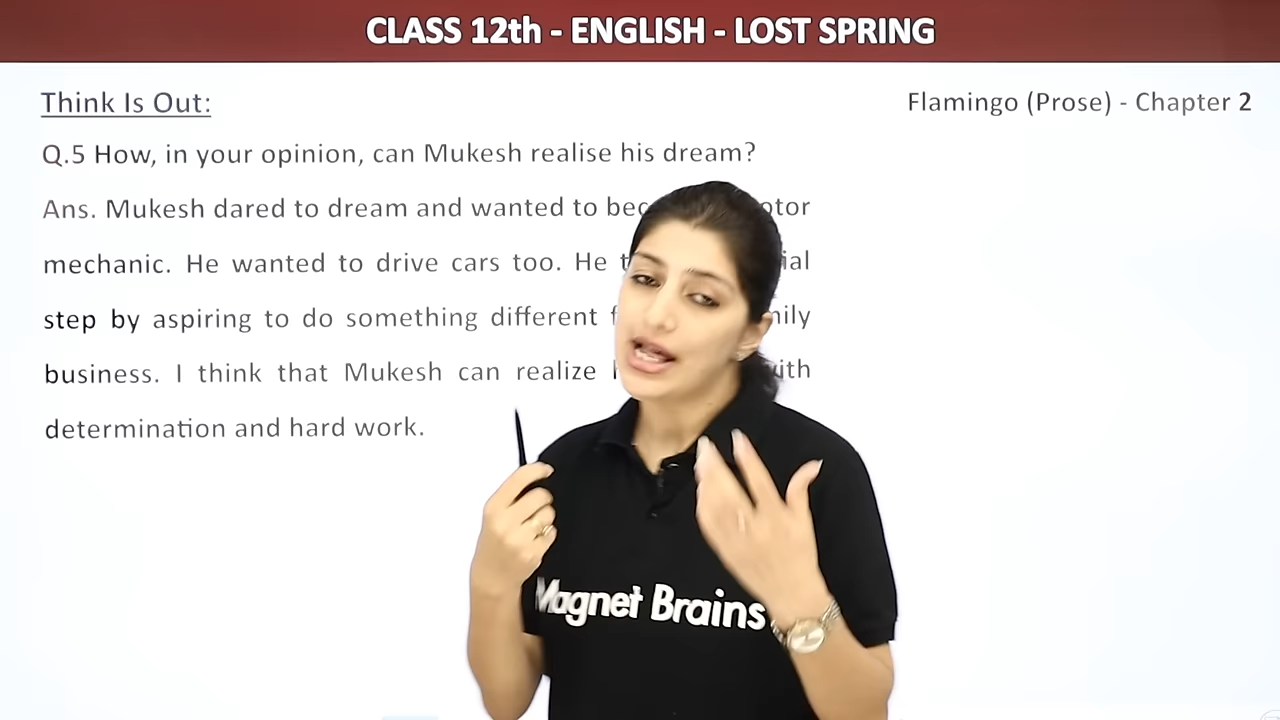 CLASS 12th - ENGLISH - LOST SPRING
Think Is Out:
Flamingo (Prose) - Chapter 2
Q.5 How, in your opinion, can Mukesh realise his dream?
Ans. Mukesh dared to dream and wanted to
mechanic. He wanted to drive cars too. He
step by aspiring to do something different
business. I think that Mukesh can realize
determination and hard work.
Magnet Brains